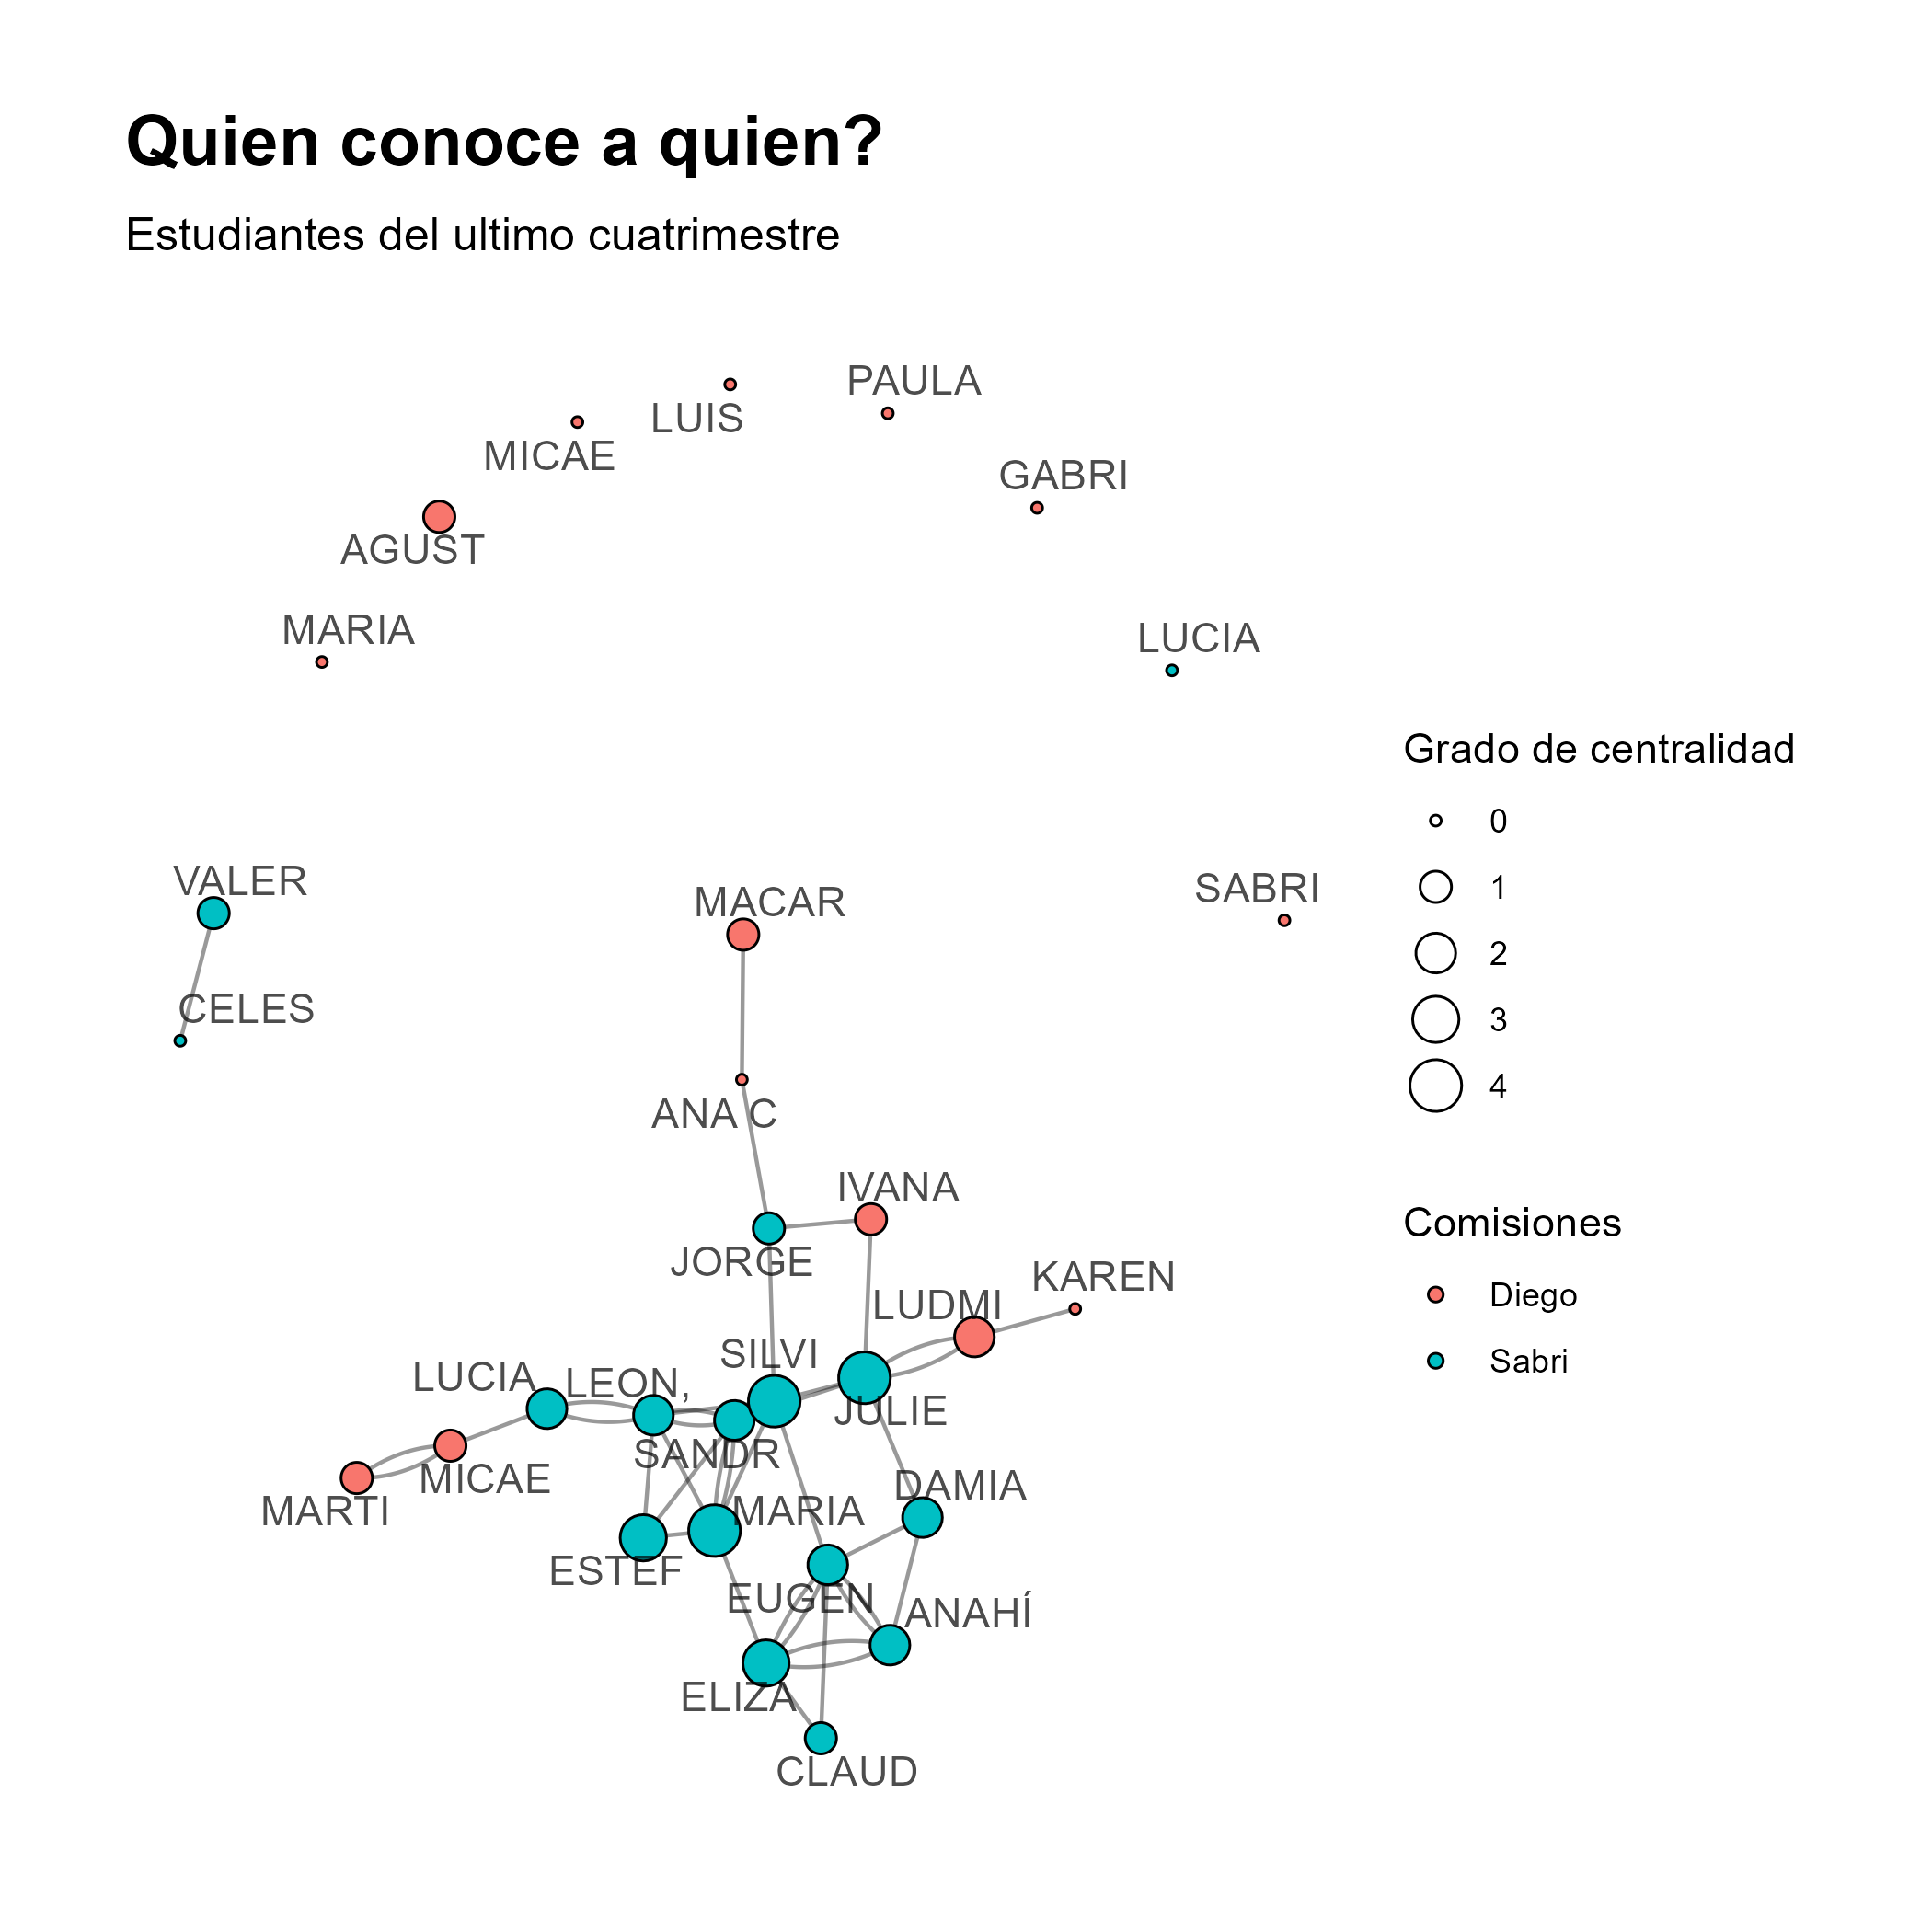 Quien conoce a quien?
Estudiantes del ultimo cuatrimestre
PAULA
LUIS
MICAE
GABRI
AGUST
MARIA
LUCIA
Grado de centralidad
0
1
2
3
4
VALER
MACAR
SABRI
CELES
ANA C
IVANA
JORGE
KAREN
LUDMI
SILVI
LUCIA
LEON,
JULIE
SANDR
MICAE
MARTI
DAMIA
MARIA
ESTEF
EUGEN
ANAHÍ
ELIZA
CLAUD
Comisiones
Diego
Sabri